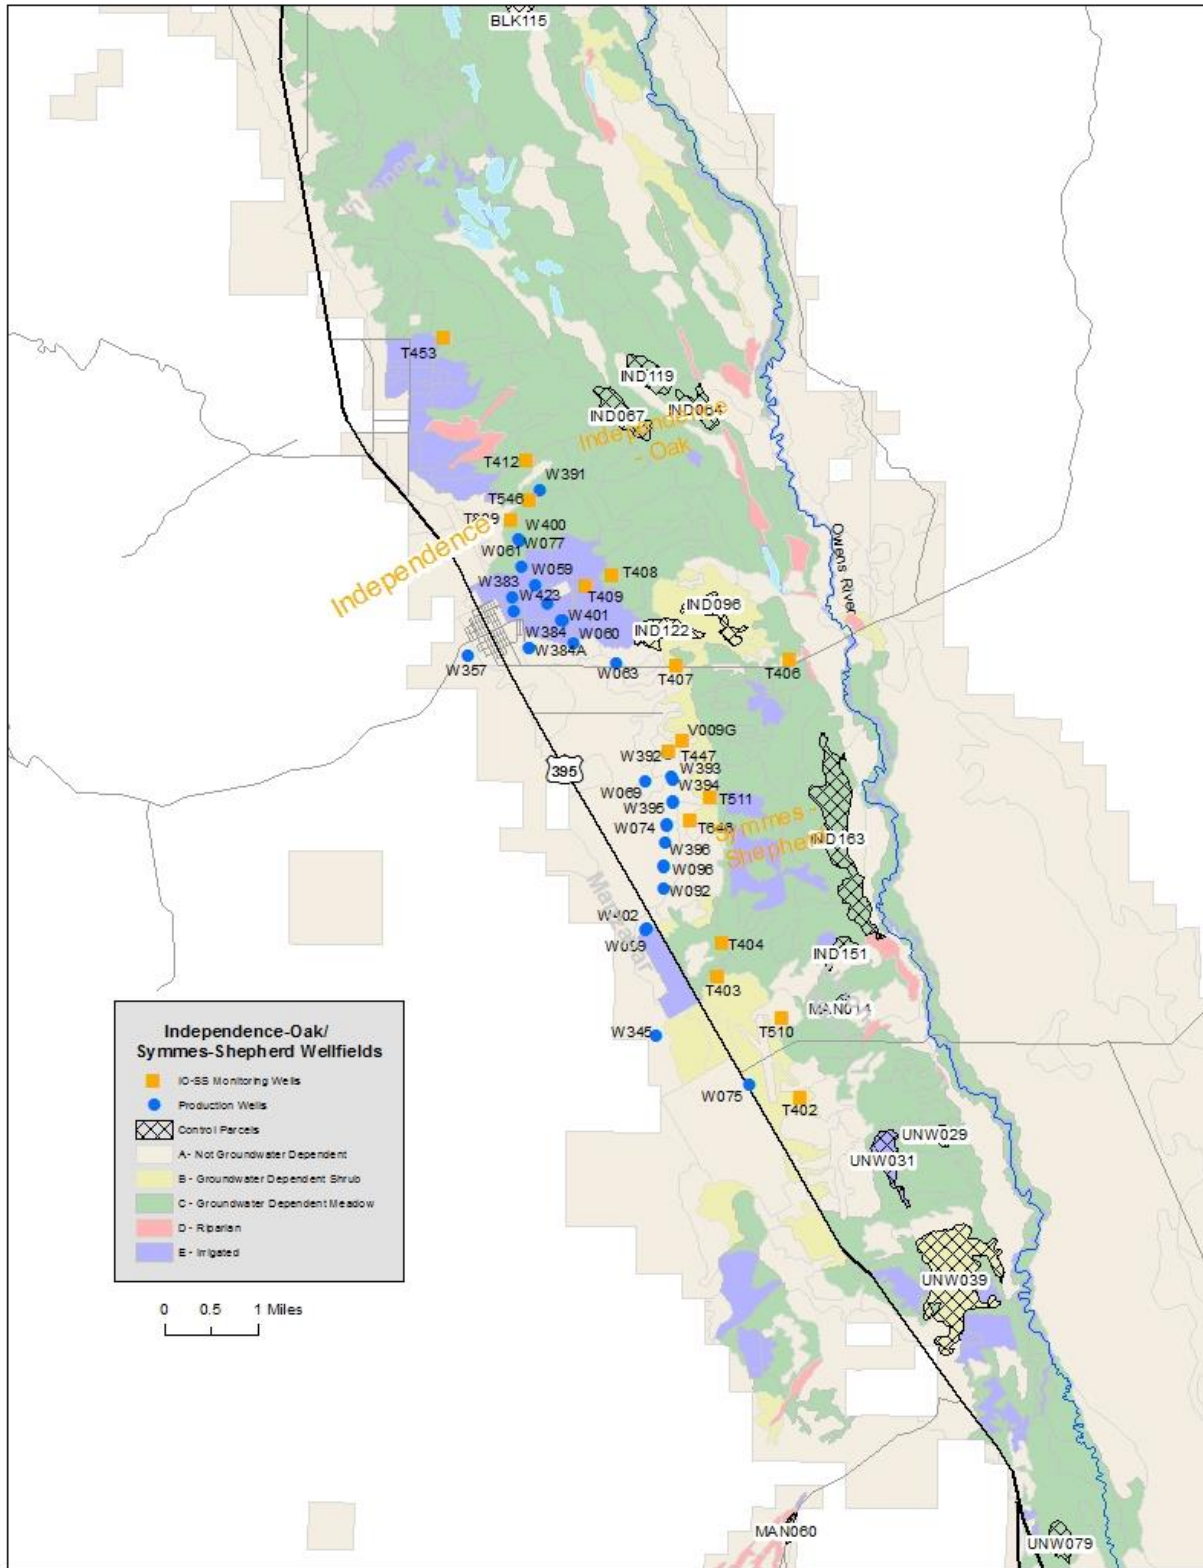 BLK115
T453
IND119
IND067
IND064
Independence
- Oak
T412
W391
T546
W400
W077
W061
Independence
Owens River
W059
T408
W383
W423
T409
IND096
W401
IND122
W384
W060
W384A
W357
W063
T407
T406
V009G
W392
T447
395
W393
W069
W394
W395
T511
W074
Symmes -
Shepherd
IND163
W396
W096
W092
W402
T404
IND151
T403
MAN014
T510
W345
W075
T402
UNW029
UNW031
UNW039
MAN060
UNW079
Independence-Oak/
Symmes-Shepherd Wellfields
IO-SS Monitoring Wells
Production Wells
Control Parcels
A - Not Groundwater Dependent
B - Groundwater Dependent Shrub
C - Groundwater Dependent Meadow
D - Riparian
E - Irrigated
0 0.5 1 Miles